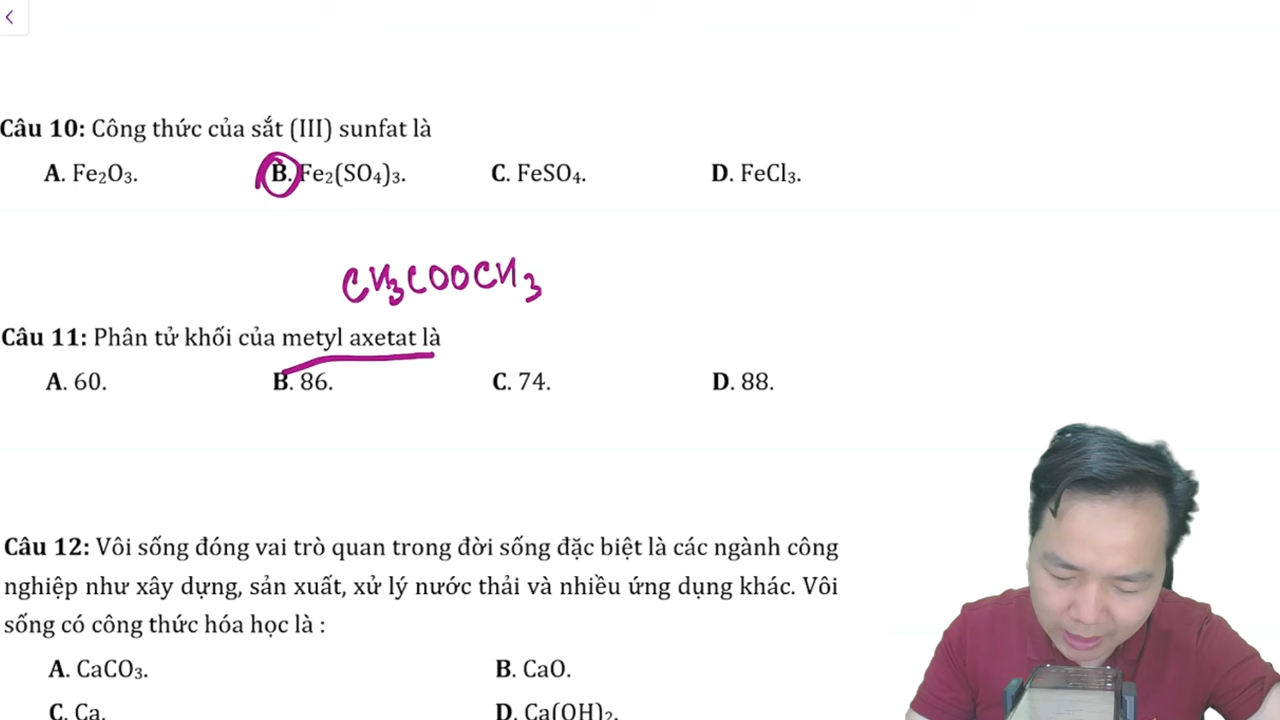 Câu 10: Công thức của sắt (III) sunfat là
A. Fe₂O₃. B. Fe₂(SO₄)₃. C. FeSO₄. D. FeCl₃.
CH₃COOCH₃
Câu 11: Phân tử khối của metyl axetat là
A. 60. B. 86. C. 74. D. 88.
Câu 12: Vôi sống đóng vai trò quan trong đời sống đặc biệt là các ngành công
nghiệp như xây dựng, sản xuất, xử lý nước thải và nhiều ứng dụng khác. Vôi
sống có công thức hóa học là :
A. CaCO₃. B. CaO.
C. Ca. D. Ca(OH)₂.